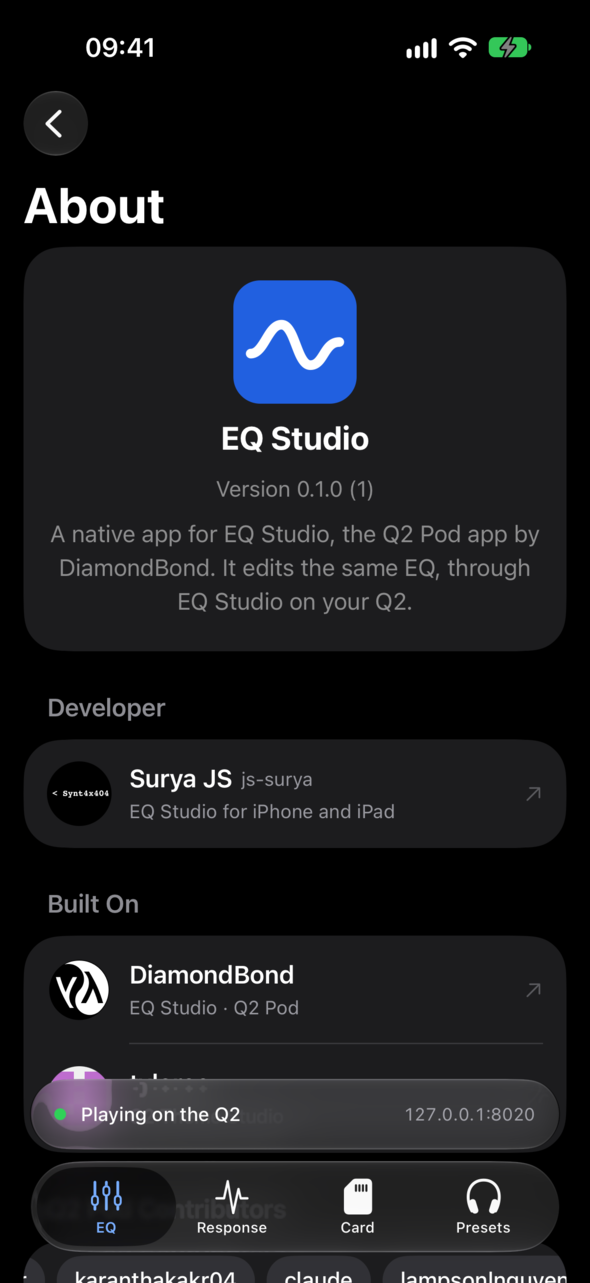 09:41
About
EQ Studio
Version 0.1.0 (1)
A native app for EQ Studio, the Q2 Pod app by
DiamondBond. It edits the same EQ, through
EQ Studio on your Q2.
Developer
< Synt4x404
Surya JS js-surya
EQ Studio for iPhone and iPad
Built On
DiamondBond
EQ Studio · Q2 Pod
Playing on the Q2
127.0.0.1:8020
Contributors
EQ
Response
Card
Presets
karanthakakr04
claude